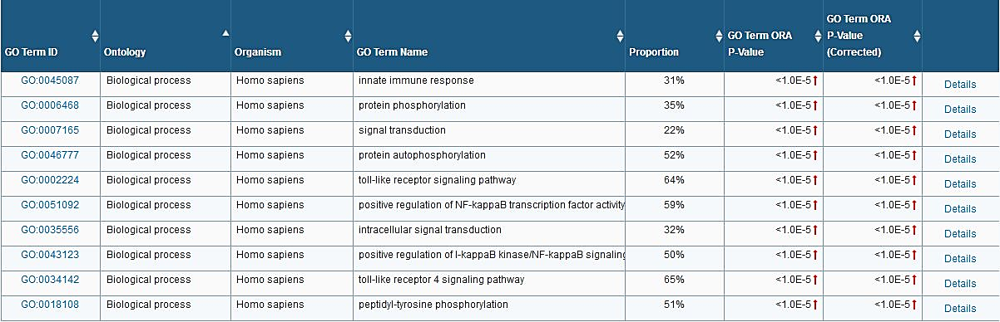 GO Term ID Ontology Organism GO Term Name Proportion GO Term ORA P-Value GO Term ORA P-Value (Corrected)
GO:0045087 Biological process Homo sapiens innate immune response 31% <1.0E-5↑ <1.0E-5↑ Details
GO:0006468 Biological process Homo sapiens protein phosphorylation 35% <1.0E-5↑ <1.0E-5↑ Details
GO:0007165 Biological process Homo sapiens signal transduction 22% <1.0E-5↑ <1.0E-5↑ Details
GO:0046777 Biological process Homo sapiens protein autophosphorylation 52% <1.0E-5↑ <1.0E-5↑ Details
GO:0002224 Biological process Homo sapiens toll-like receptor signaling pathway 64% <1.0E-5↑ <1.0E-5↑ Details
GO:0051092 Biological process Homo sapiens positive regulation of NF-kappaB transcription factor activity 59% <1.0E-5↑ <1.0E-5↑ Details
GO:0035556 Biological process Homo sapiens intracellular signal transduction 32% <1.0E-5↑ <1.0E-5↑ Details
GO:0043123 Biological process Homo sapiens positive regulation of I-kappaB kinase/NF-kappaB signaling 50% <1.0E-5↑ <1.0E-5↑ Details
GO:0034142 Biological process Homo sapiens toll-like receptor 4 signaling pathway 65% <1.0E-5↑ <1.0E-5↑ Details
GO:0018108 Biological process Homo sapiens peptidyl-tyrosine phosphorylation 51% <1.0E-5↑ <1.0E-5↑ Details